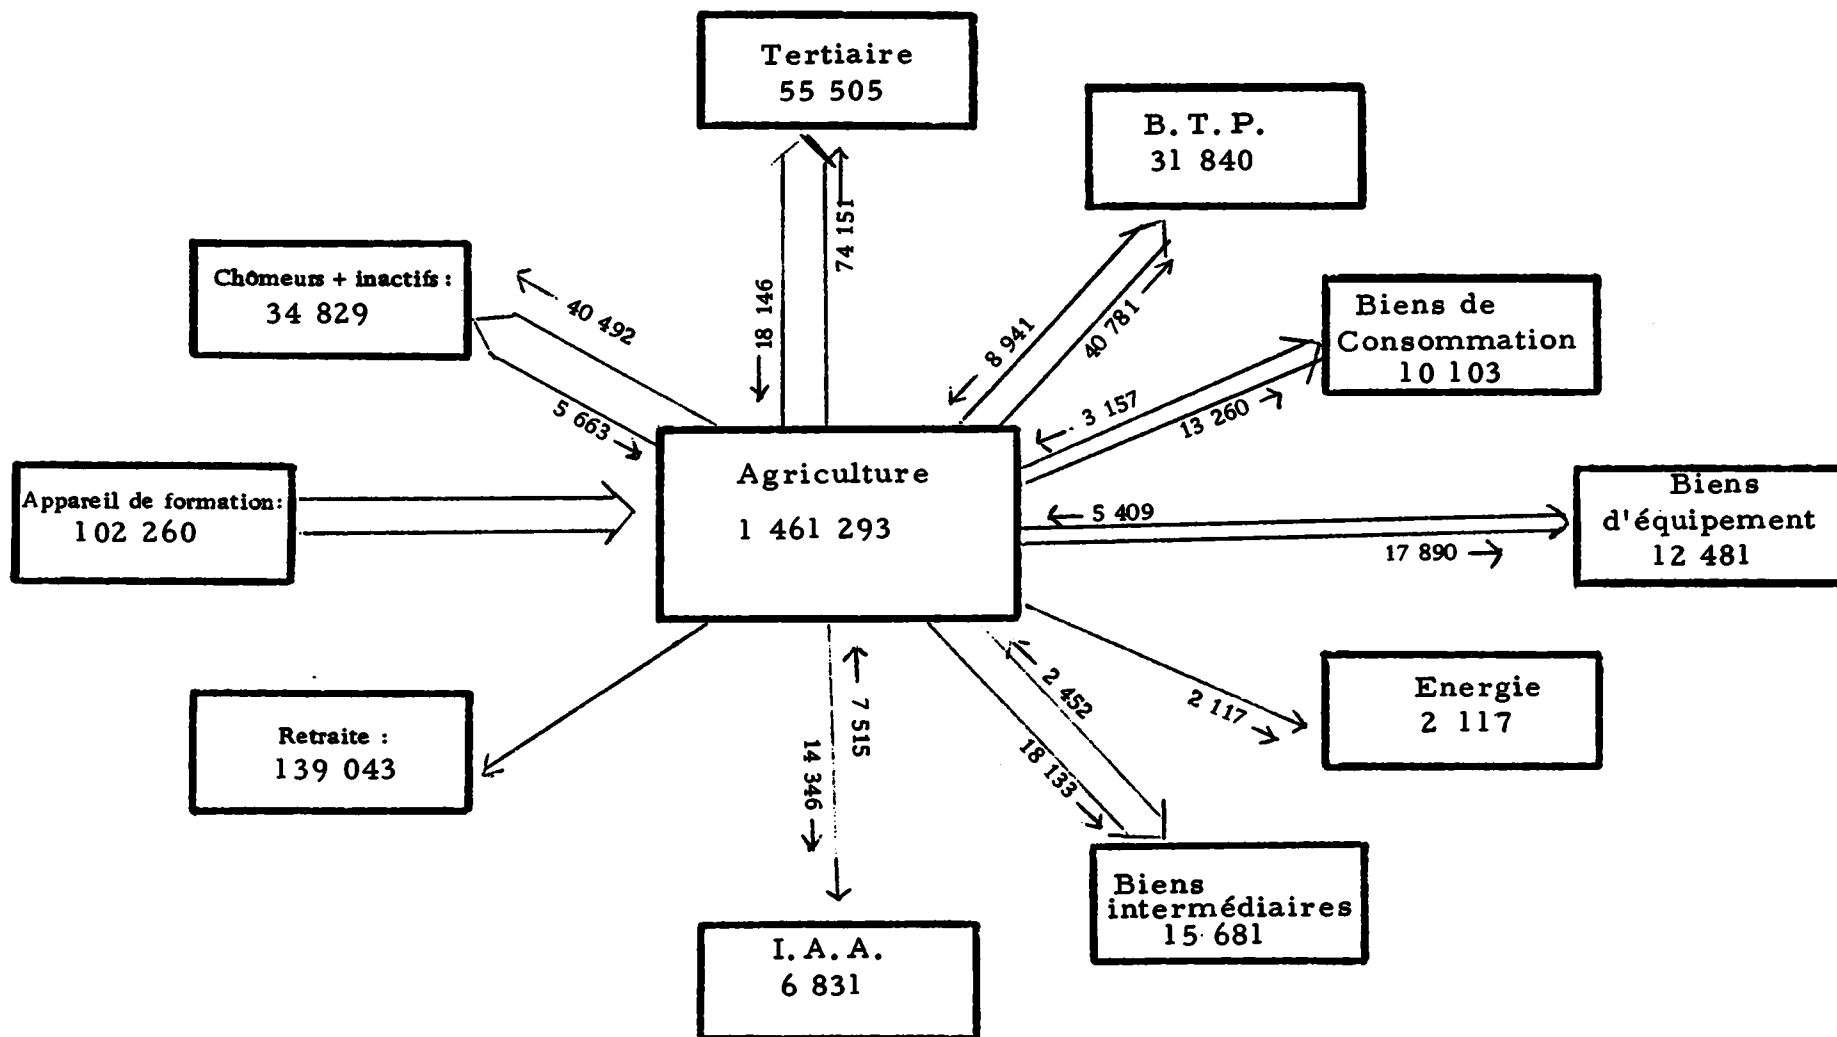 Tertiaire
55 505
B. T. P.
31 840
Chômeurs + inactifs :
34 829
Biens de
Consommation
10 103
Appareil de formation:
102 260
Agriculture
1 461 293
Biens
d'équipement
12 481
Retraite :
139 043
Energie
2 117
I. A. A.
6 831
Biens
intermédiaires
15 681
18 146
74 151
8 941
40 781
3 157
13 260
5 409
17 890
2 117
2 452
18 133
7 515
14 346
40 492
5 663